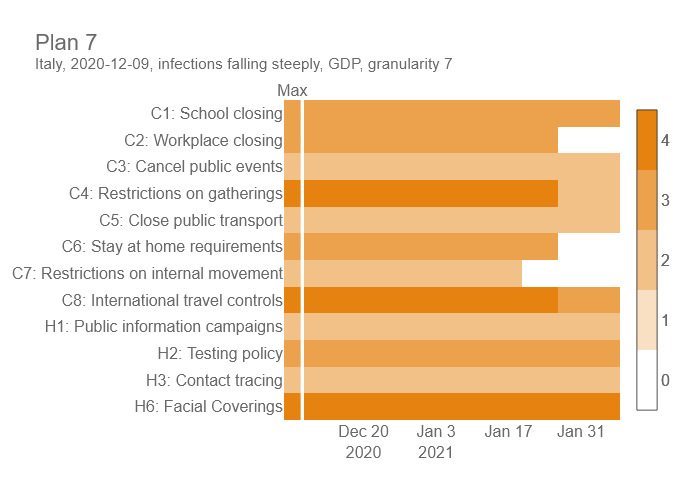 Plan 7
Italy, 2020-12-09, infections falling steeply, GDP, granularity 7
Max
C1: School closing
C2: Workplace closing
C3: Cancel public events
C4: Restrictions on gatherings
C5: Close public transport
C6: Stay at home requirements
C7: Restrictions on internal movement
C8: International travel controls
H1: Public information campaigns
H2: Testing policy
H3: Contact tracing
H6: Facial Coverings
Dec 20 Jan 3 Jan 17 Jan 31
2020 2021
4
3
2
1
0